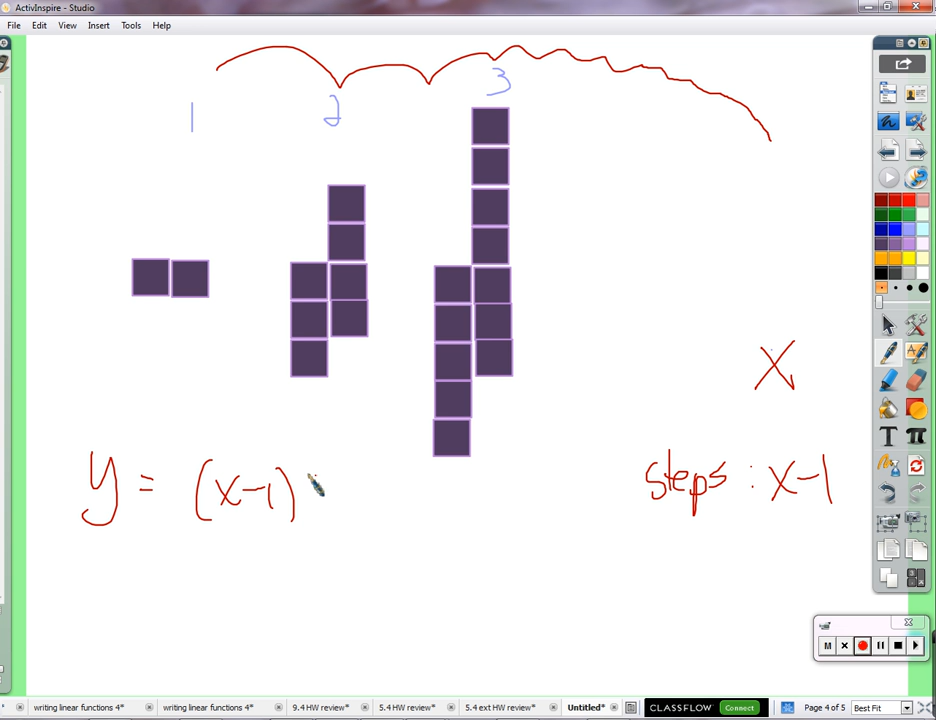 ActivInspire - Studio
File Edit View Insert Tools Help
1 2 3
x
y = (x-1)
steps : x-1
writing linear functions 4* writing linear functions 4* 9.4 HW review* 5.4 HW review* 5.4 ext HW review* Untitled* CLASSFLOW Connect Page 4 of 5 Best Fit